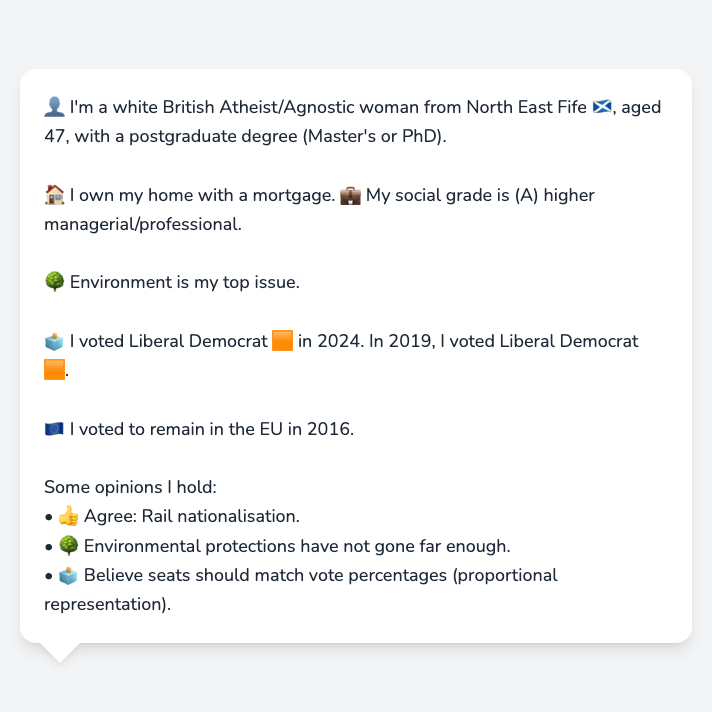 👤 I'm a white British Atheist/Agnostic woman from North East Fife 🏴󠁧󠁢󠁳󠁣󠁴󠁿, aged
47, with a postgraduate degree (Master's or PhD).
🏠 I own my home with a mortgage. 💼 My social grade is (A) higher
managerial/professional.
🌳 Environment is my top issue.
🗳️ I voted Liberal Democrat 🟧 in 2024. In 2019, I voted Liberal Democrat
🟧.
🇪🇺 I voted to remain in the EU in 2016.
Some opinions I hold:
• 👍 Agree: Rail nationalisation.
• 🌳 Environmental protections have not gone far enough.
• 🗳️ Believe seats should match vote percentages (proportional
representation).